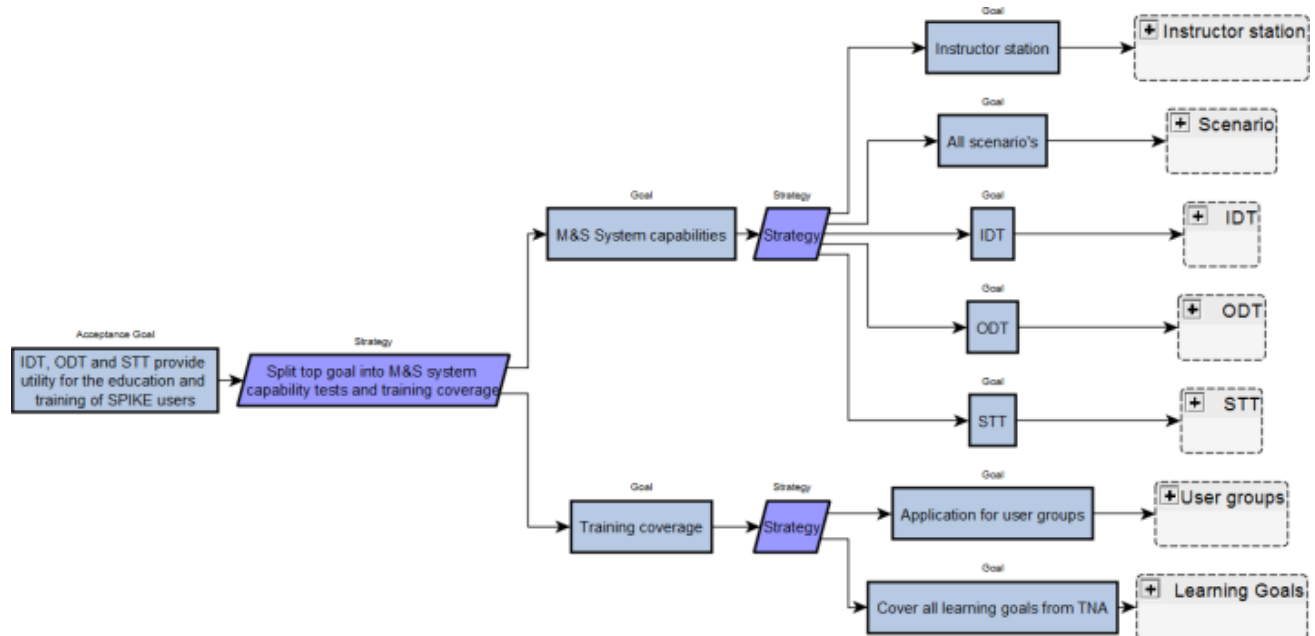 Goal
Instructor station
+ Instructor station
Goal
All scenario's
+ Scenario
Goal
M&S System capabilities
Strategy
Strategy
Goal
IDT
+ IDT
Goal
ODT
+ ODT
Acceptance Goal
IDT, ODT and STT provide
utility for the education and
training of SPIKE users
Strategy
Split top goal into M&S system
capability tests and training coverage
Goal
STT
+ STT
Goal
Training coverage
Strategy
Strategy
Goal
Application for user groups
+ User groups
Goal
Cover all learning goals from TNA
+ Learning Goals